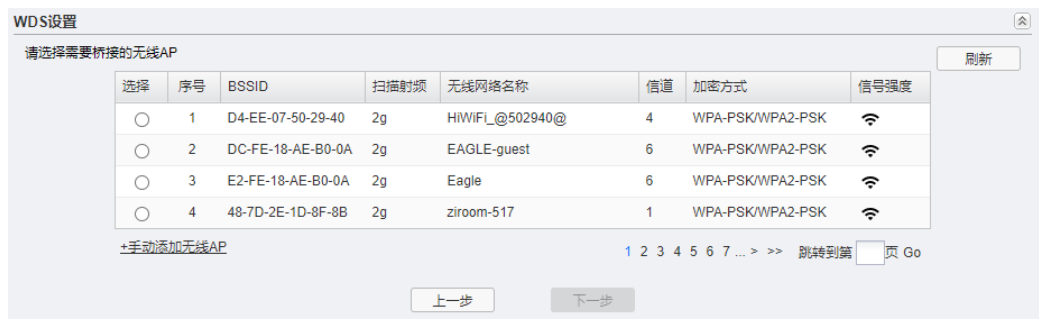 WDS设置
请选择需要桥接的无线AP
刷新
选择 序号 BSSID 扫描射频 无线网络名称 信道 加密方式 信号强度
1 D4-EE-07-50-29-40 2g HiWiFi_@502940@ 4 WPA-PSK/WPA2-PSK
2 DC-FE-18-AE-B0-0A 2g EAGLE-guest 6 WPA-PSK/WPA2-PSK
3 E2-FE-18-AE-B0-0A 2g Eagle 6 WPA-PSK/WPA2-PSK
4 48-7D-2E-1D-8F-8B 2g ziroom-517 1 WPA-PSK/WPA2-PSK
+手动添加无线AP 1 2 3 4 5 6 7 ... > >> 跳转到第 页 Go
上一步 下一步